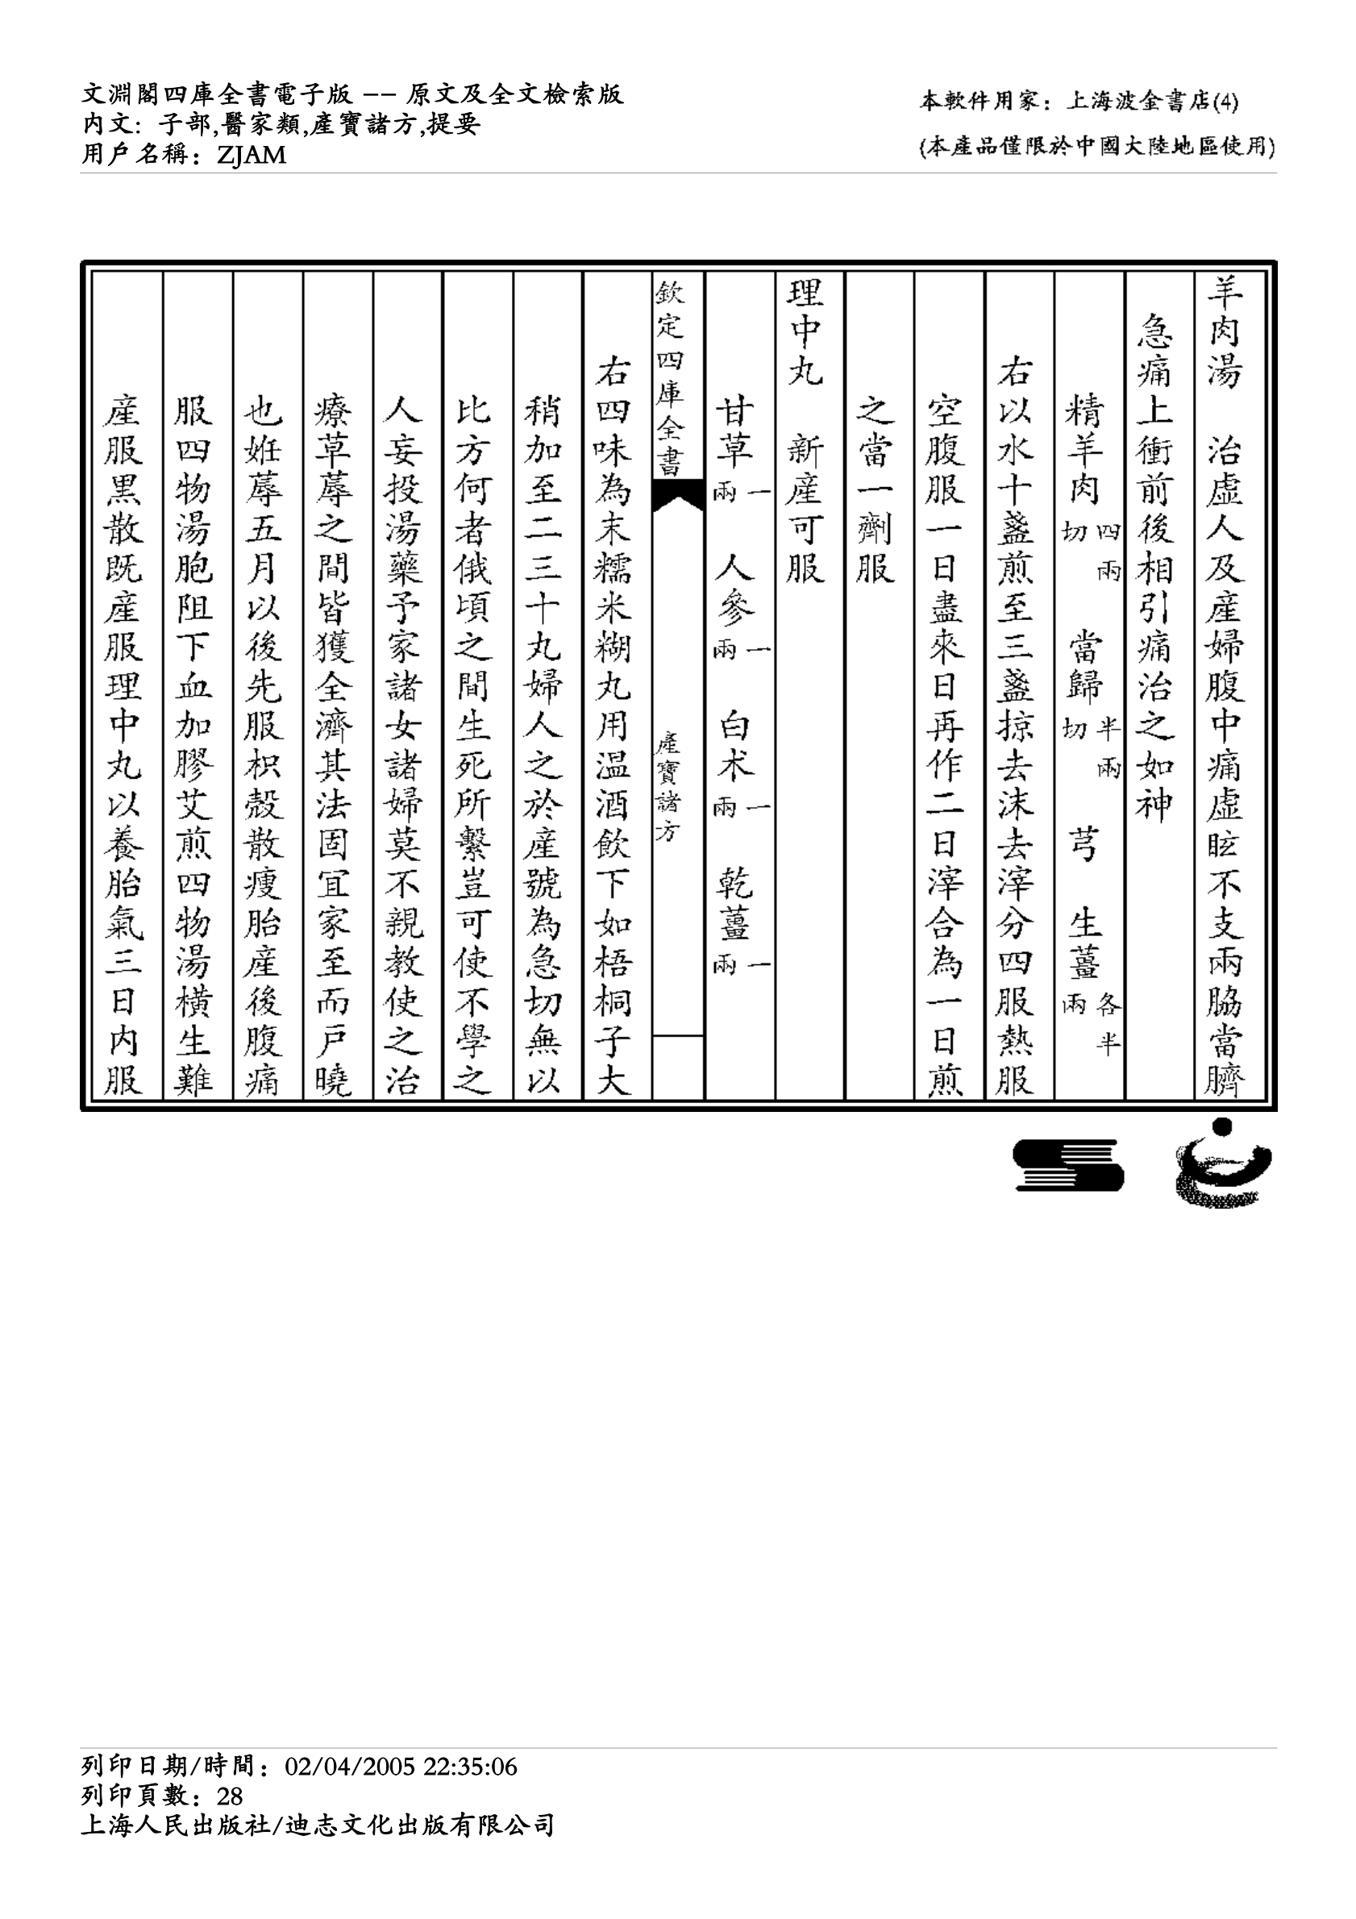 文淵閣四庫全書電子版 −− 原文及全文檢索版
内文: 子部,醫家類,產寶諸方,提要
用戶名稱: ZJAM
本軟件用家: 上海波金書店(4)
(本產品僅限於中國大陸地區使用)
羊肉湯 治虛人及産婦腹中痛虛眩不支兩脇當臍
急痛上衝前後相引痛治之如神
精羊肉四兩切 當歸半兩切 芎 生薑各半兩
右以水十盞煎至三盞掠去沫去滓分四服熱服
空腹服一日盡來日再作二日滓合為一日煎
之當一劑服
理中丸 新産可服
甘草一兩 人參一兩 白术一兩 乾薑一兩
欽定四庫全書 產寶諸方
右四味為末糯米糊丸用温酒飲下如梧桐子大
稍加至二三十丸婦人之於産號為急切無以
比方何者俄頃之間生死所繫豈可使不學之
人妄投湯藥予家諸女諸婦莫不親教使之治
療草蓐之間皆獲全濟其法固宜家至而戸曉
也姙蓐五月以後先服枳殻散瘦胎産後腹痛
服四物湯胞阻下血加膠艾煎四物湯橫生難
産服黒散既産服理中丸以養胎氣三日内服
列印日期/時間: 02/04/2005 22:35:06
列印頁數: 28
上海人民出版社/迪志文化出版有限公司